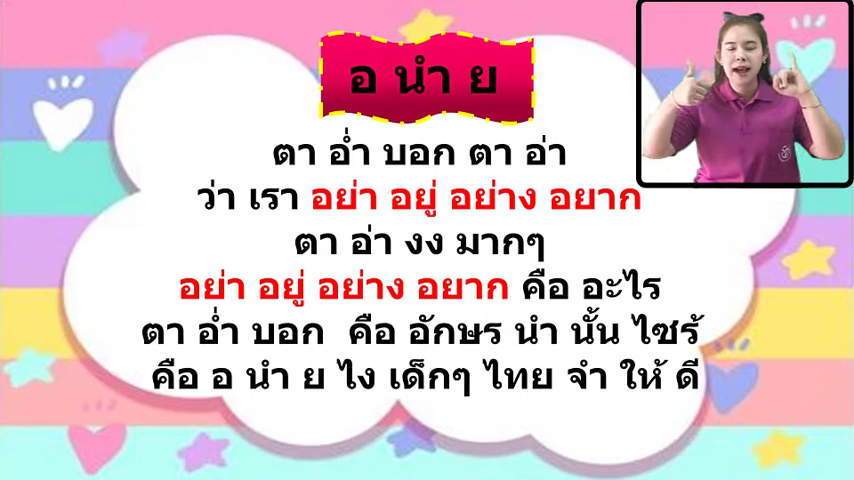 อ นำ ย
ตา อ่ำ บอก ตา อ่า
ว่า เรา อย่า อยู่ อย่าง อยาก
ตา อ่า งง มากๆ
อย่า อยู่ อย่าง อยาก คือ อะไร
ตา อ่ำ บอก คือ อักษร นำ นั้น ไซร้
คือ อ นำ ย ไง เด็กๆ ไทย จำ ให้ ดี